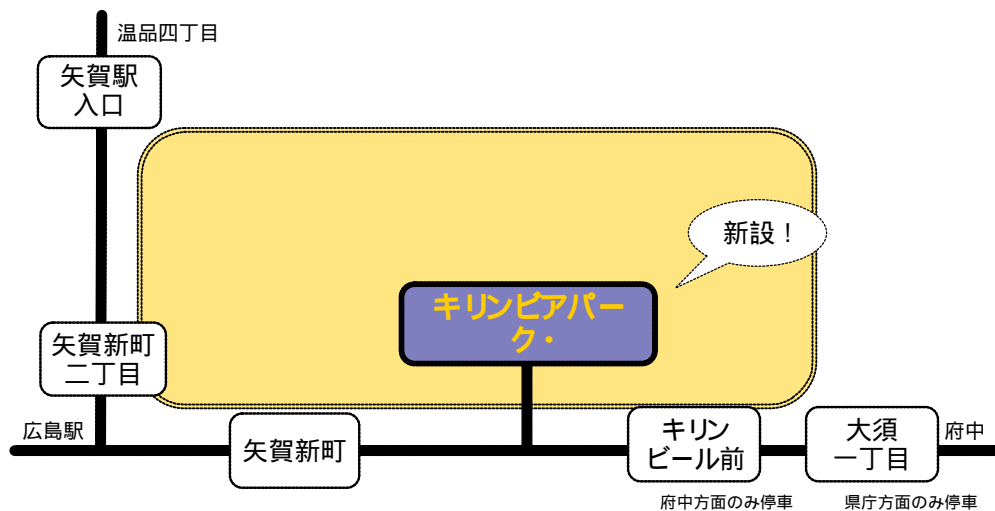 温品四丁目
矢賀駅
入口
新設！
キリンビアパー
ク・
矢賀新町
二丁目
広島駅
矢賀新町
キリン
ビール前
大須
一丁目
府中
府中方面のみ停車
県庁方面のみ停車